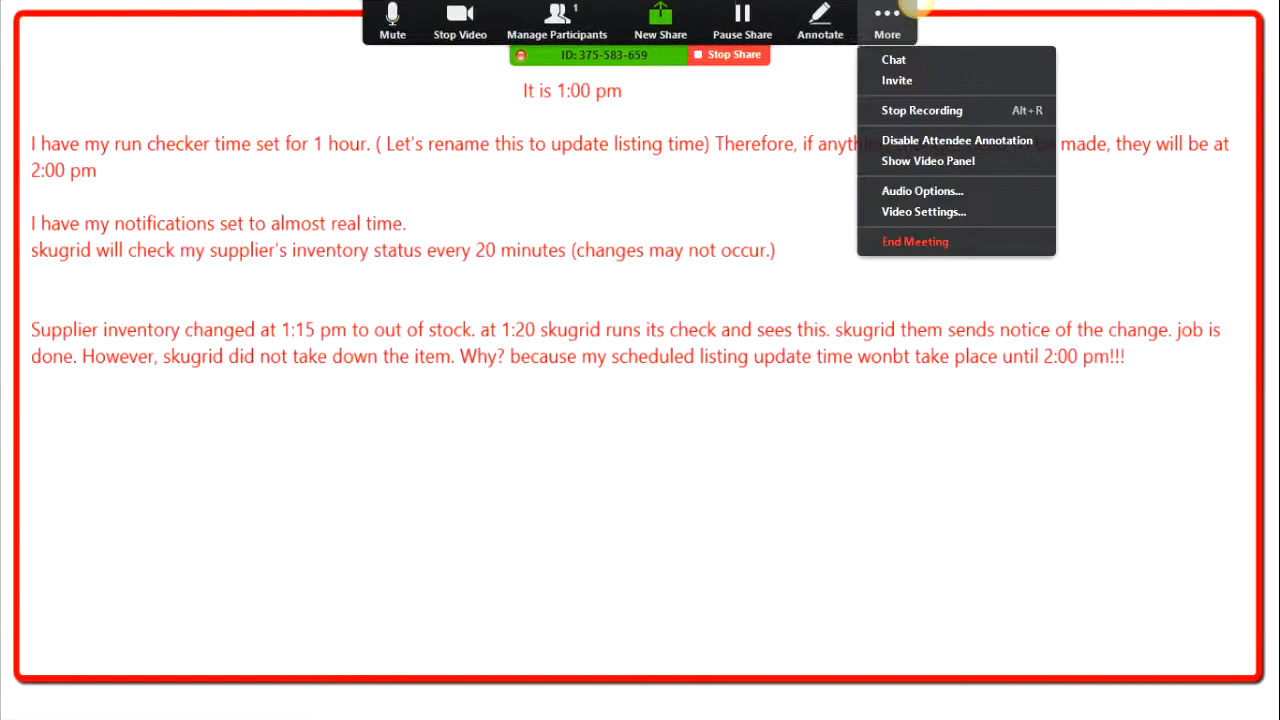 Mute
Stop Video
1
Manage Participants
New Share
Pause Share
Annotate
More
ID: 375-583-659
Stop Share
Chat
Invite
Stop Recording Alt+R
Disable Attendee Annotation
Show Video Panel
Audio Options...
Video Settings...
End Meeting
It is 1:00 pm
I have my run checker time set for 1 hour. ( Let's rename this to update listing time) Therefore, if made, they will be at
2:00 pm
I have my notifications set to almost real time.
skugrid will check my supplier's inventory status every 20 minutes (changes may not occur.)
Supplier inventory changed at 1:15 pm to out of stock. at 1:20 skugrid runs its check and sees this. skugrid them sends notice of the change. job is
done. However, skugrid did not take down the item. Why? because my scheduled listing update time wonbt take place until 2:00 pm!!!